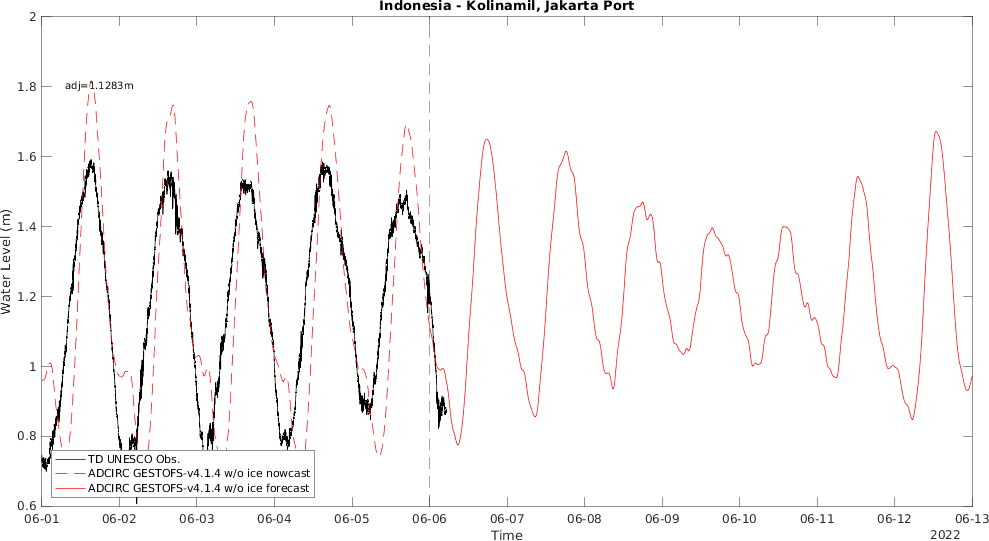 Indonesia - Kolinamil, Jakarta Port
2
1.8
1.6
1.4
1.2
1
0.8
0.6
Water Level (m)
adj=1.1283m
TD UNESCO Obs.
ADCIRC GESTOFS-v4.1.4 w/o ice nowcast
ADCIRC GESTOFS-v4.1.4 w/o ice forecast
06-01 06-02 06-03 06-04 06-05 06-06 06-07 06-08 06-09 06-10 06-11 06-12 06-13
Time
2022